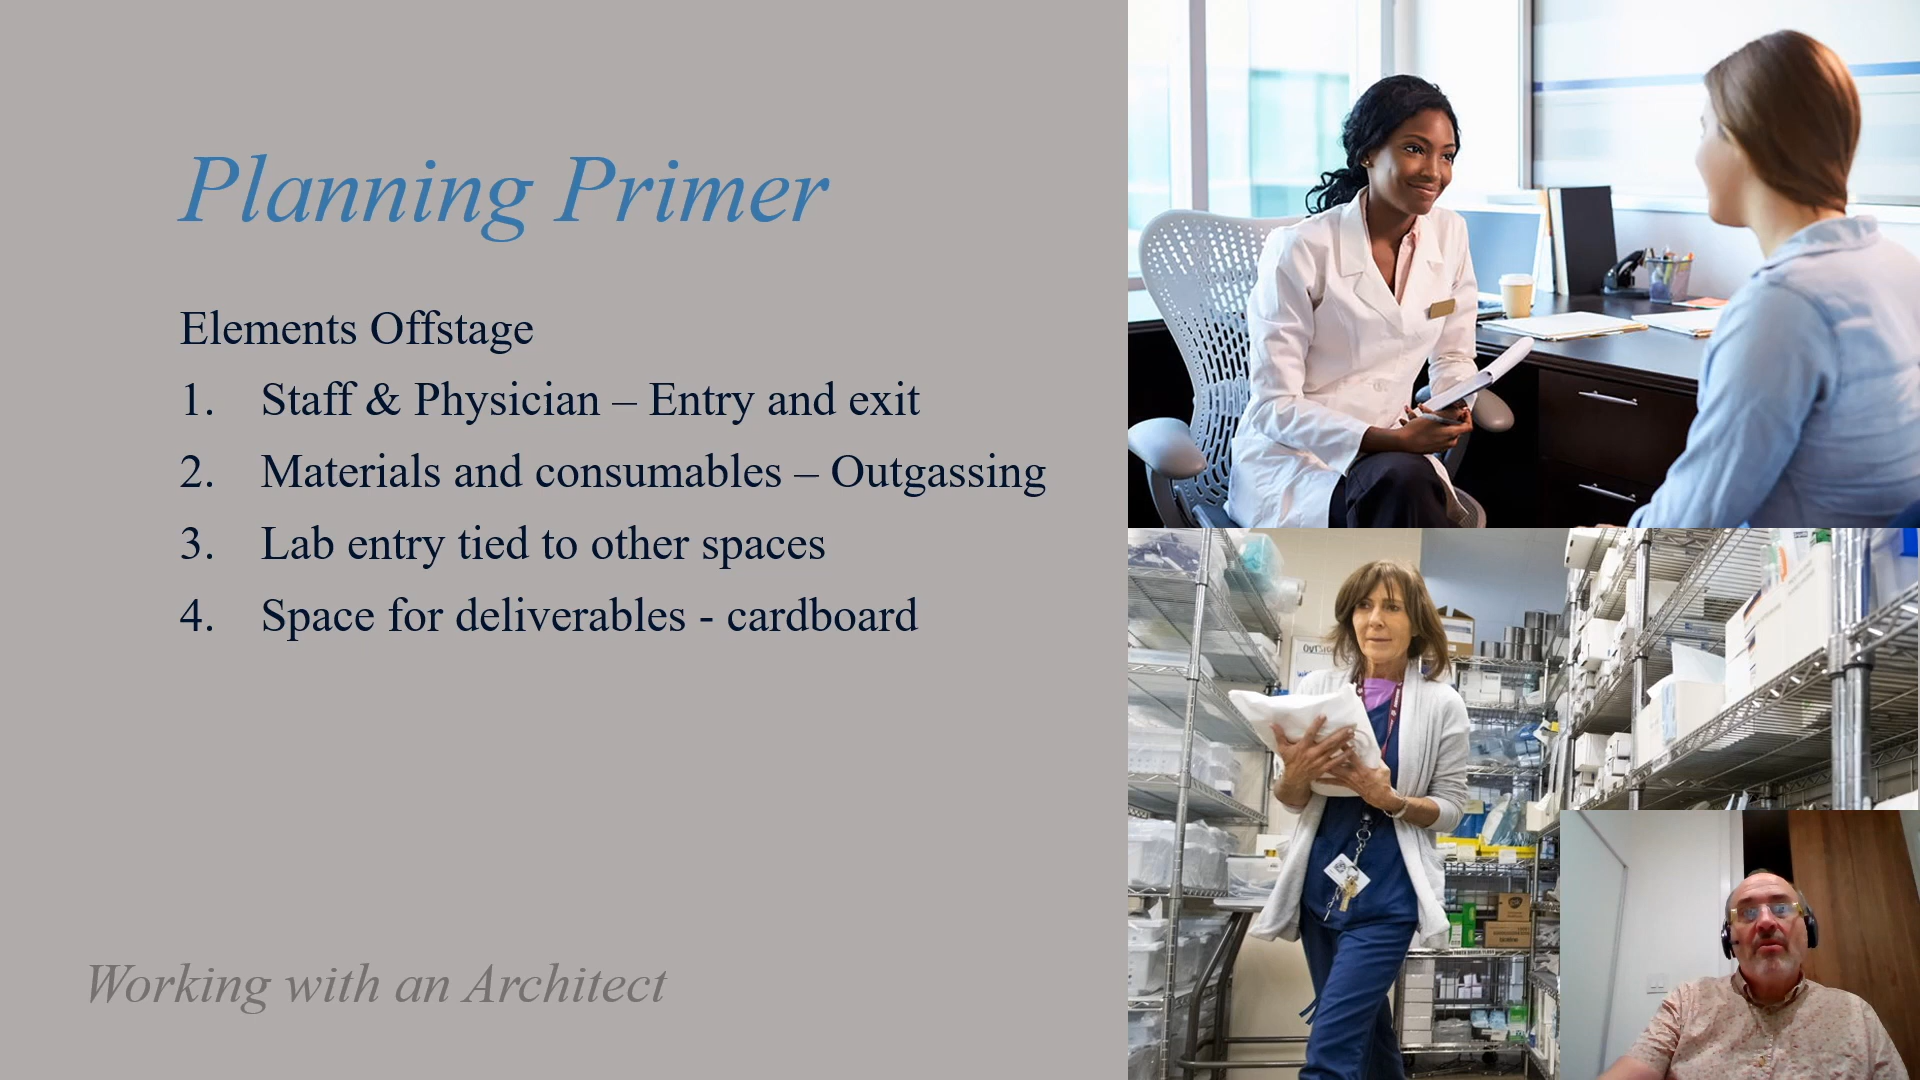 Planning Primer
Elements Offstage
1. Staff & Physician – Entry and exit
2. Materials and consumables – Outgassing
3. Lab entry tied to other spaces
4. Space for deliverables - cardboard
Working with an Architect